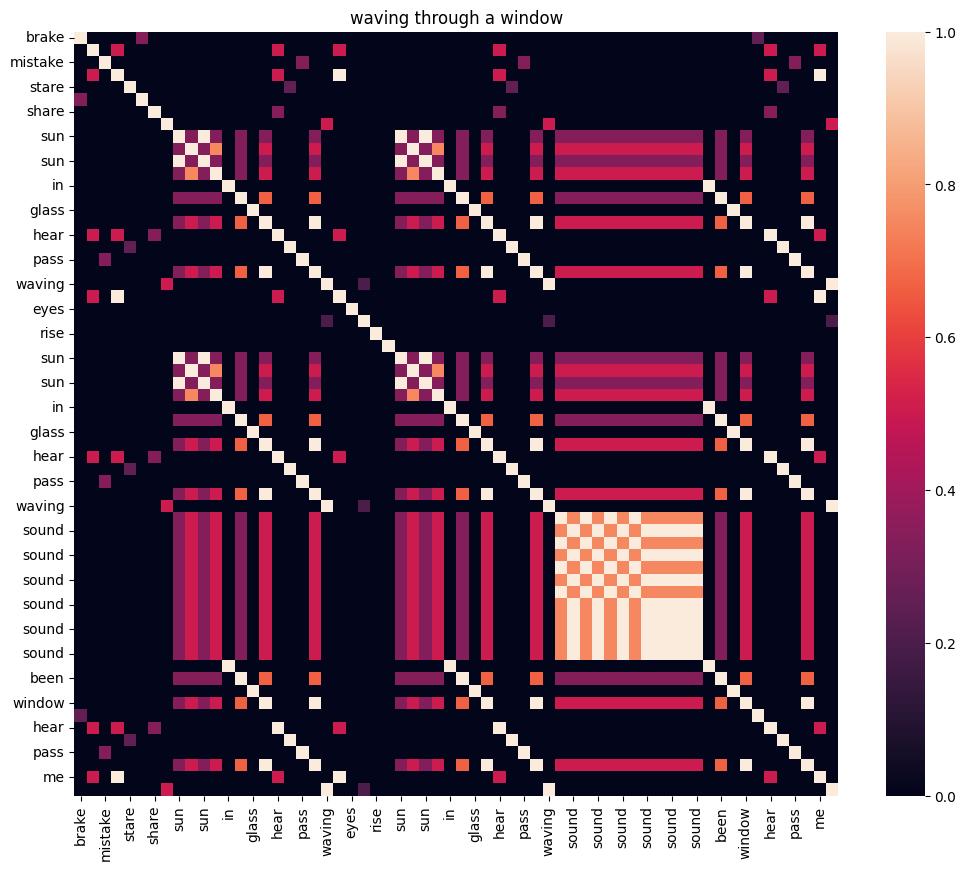 waving through a window
brake
mistake
stare
share
sun
sun
in
glass
hear
pass
waving
eyes
rise
sun
sun
in
glass
hear
pass
waving
sound
sound
sound
sound
sound
sound
been
window
hear
pass
me
1.0
0.8
0.6
0.4
0.2
0.0
brake
mistake
stare
share
sun
sun
in
glass
hear
pass
waving
eyes
rise
sun
sun
in
glass
hear
pass
waving
sound
sound
sound
sound
sound
sound
been
window
hear
pass
me